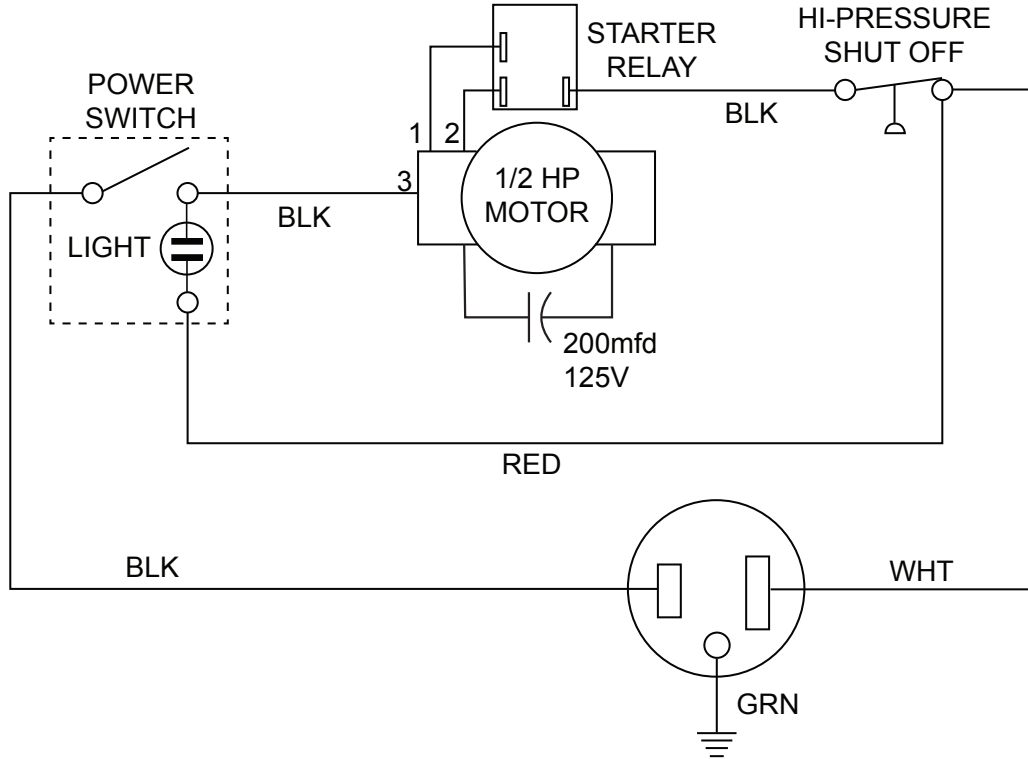 STARTER
RELAY
HI-PRESSURE
SHUT OFF
POWER
SWITCH
BLK
1
2
3
1/2 HP
MOTOR
BLK
LIGHT
200mfd
125V
RED
BLK
WHT
GRN